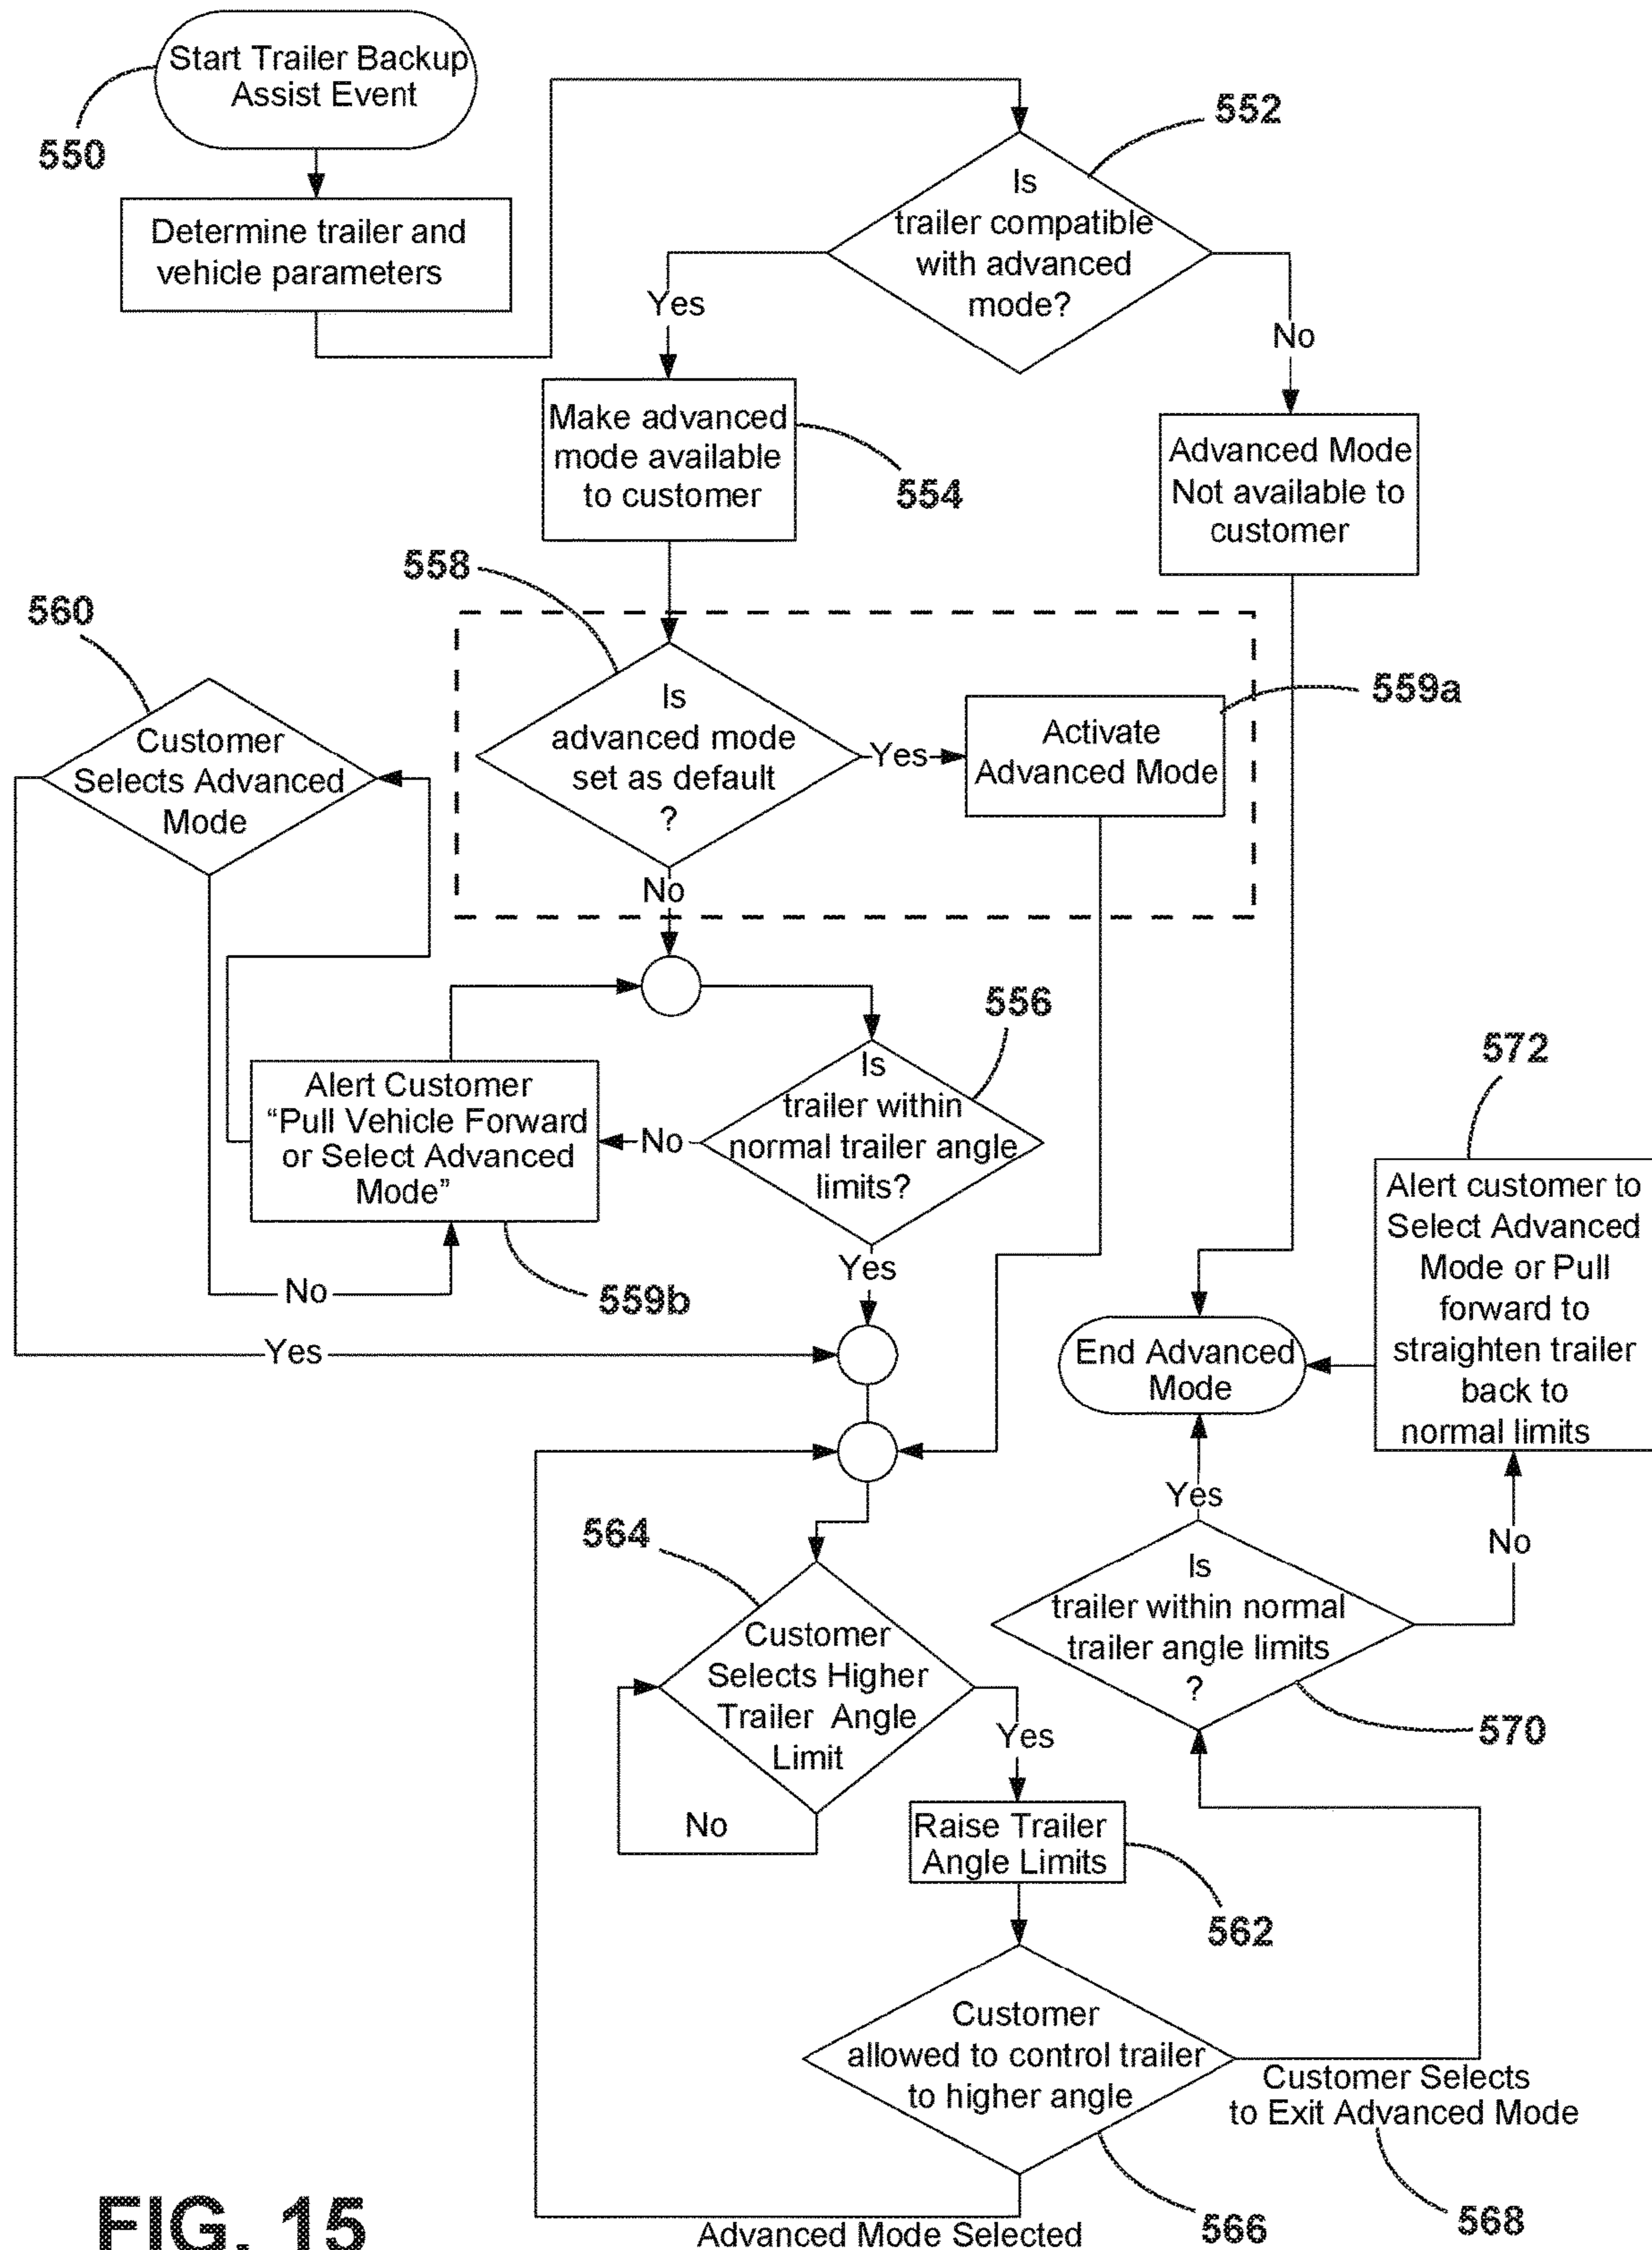 Start Trailer Backup
Assist Event
550
Determine trailer and
vehicle parameters
552
Is
trailer compatible
with advanced
mode?
Yes
No
Make advanced
mode available
to customer
554
Advanced Mode
Not available to
customer
558
560
Customer
Selects Advanced
Mode
Is
advanced mode
set as default
?
Yes
Activate
Advanced Mode
559a
No
556
Is
trailer within
normal trailer angle
limits?
No
Alert Customer
“Pull Vehicle Forward
or Select Advanced
Mode”
559b
No
Yes
Yes
572
Alert customer to
Select Advanced
Mode or Pull
forward to
straighten trailer
back to
normal limits
End Advanced
Mode
Yes
No
564
Customer
Selects Higher
Trailer Angle
Limit
Yes
No
Is
trailer within normal
trailer angle limits
?
570
Raise Trailer
Angle Limits
562
Customer
allowed to control trailer
to higher angle
Customer Selects
to Exit Advanced Mode
566
568
Advanced Mode Selected
FIG. 15